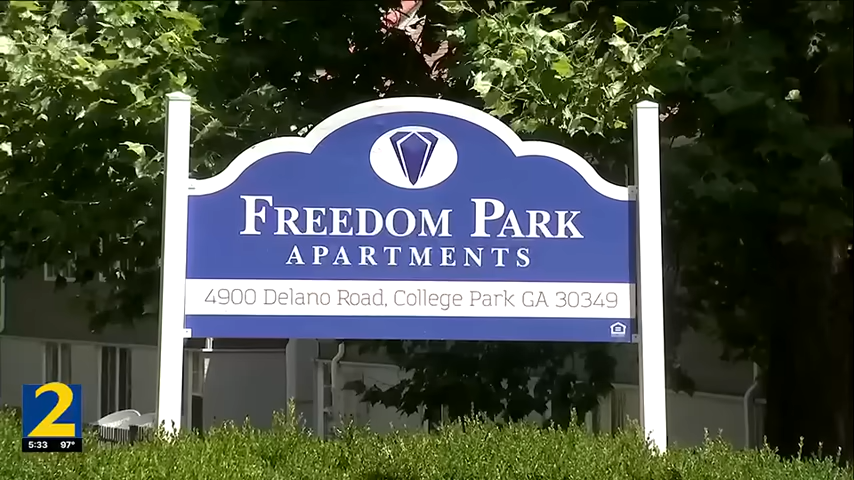 FREEDOM PARK
APARTMENTS
4900 Delano Road, College Park GA 30349
2
5:33 97°